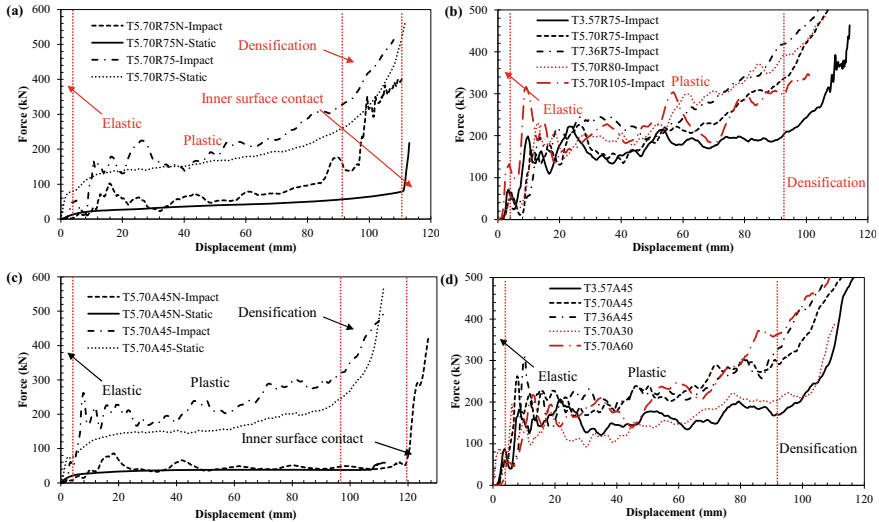 (a)
600
500
400
300
200
100
0
Force (kN)
T5.70R75N-Impact
T5.70R75N-Static
T5.70R75-Impact
T5.70R75-Static
Densification
Inner surface contact
Elastic
Plastic
0 20 40 60 80 100 120
Displacement (mm)
(b)
500
400
300
200
100
0
Force (kN)
T3.57R75-Impact
T5.70R75-Impact
T7.36R75-Impact
T5.70R80-Impact
T5.70R105-Impact
Elastic
Plastic
Densification
0 20 40 60 80 100 120
Displacement (mm)
(c)
600
500
400
300
200
100
0
Force (kN)
T5.70A45N-Impact
T5.70A45N-Static
T5.70A45-Impact
T5.70A45-Static
Densification
Elastic
Plastic
Inner surface contact
0 20 40 60 80 100 120
Displacement (mm)
(d)
500
400
300
200
100
0
Force (kN)
T3.57A45
T5.70A45
T7.36A45
T5.70A30
T5.70A60
Elastic
Plastic
Densification
0 20 40 60 80 100 120
Displacement (mm)